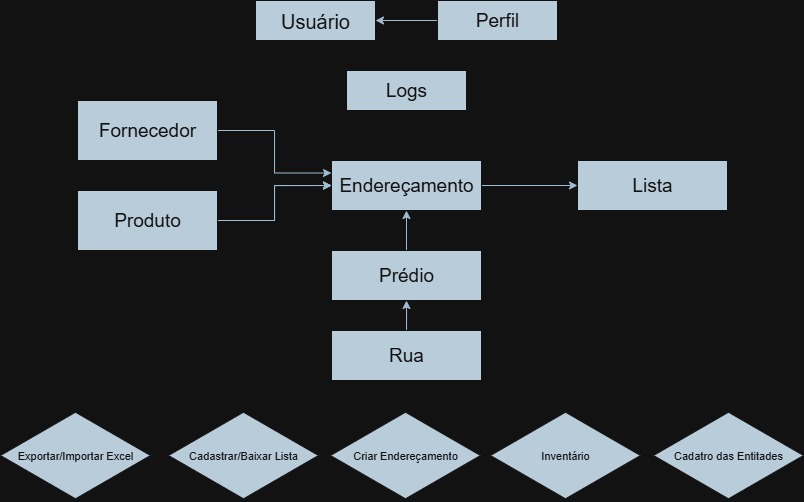 Usuário
Perfil
Logs
Fornecedor
Endereçamento
Lista
Produto
Prédio
Rua
Exportar/Importar Excel
Cadastrar/Baixar Lista
Criar Endereçamento
Inventário
Cadatro das Entitades